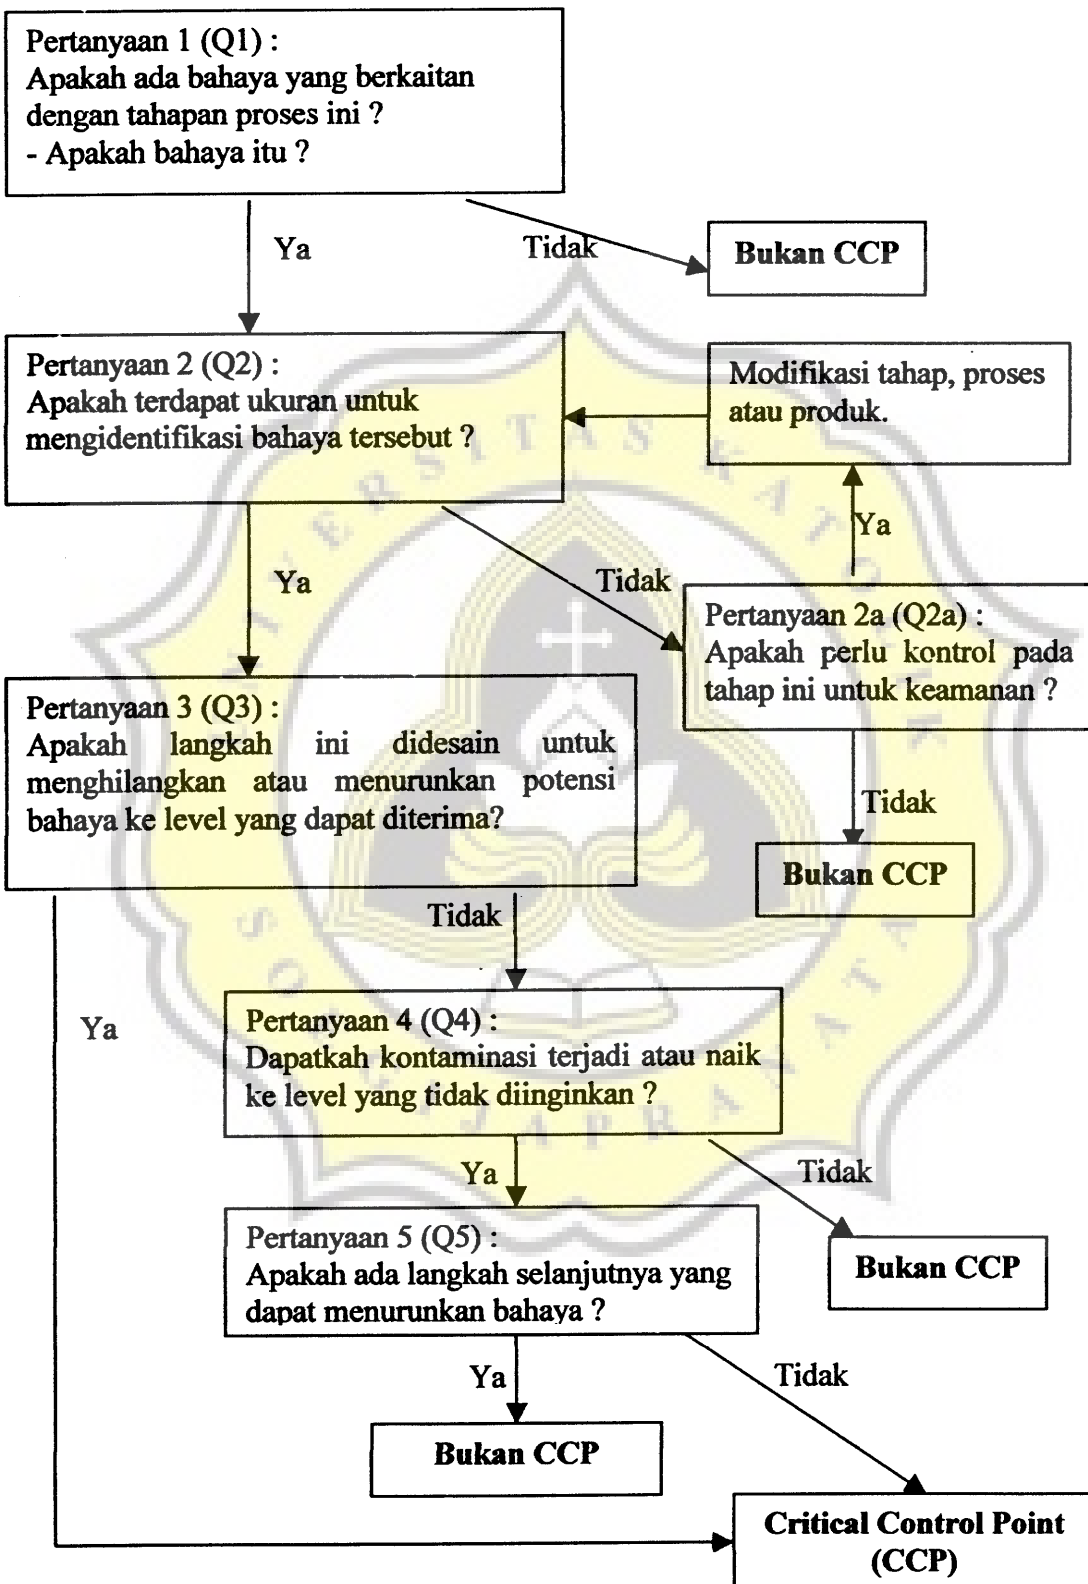 Pertanyaan 1 (Q1) :
Apakah ada bahaya yang berkaitan
dengan tahapan proses ini ?
- Apakah bahaya itu ?
Ya
Tidak
Bukan CCP
Pertanyaan 2 (Q2) :
Apakah terdapat ukuran untuk
mengidentifikasi bahaya tersebut ?
Modifikasi tahap, proses
atau produk.
Ya
Ya
Tidak
Pertanyaan 2a (Q2a) :
Apakah perlu kontrol pada
tahap ini untuk keamanan ?
Tidak
Bukan CCP
Pertanyaan 3 (Q3) :
Apakah langkah ini didesain untuk
menghilangkan atau menurunkan potensi
bahaya ke level yang dapat diterima?
Tidak
Ya
Pertanyaan 4 (Q4) :
Dapatkah kontaminasi terjadi atau naik
ke level yang tidak diinginkan ?
Ya
Tidak
Bukan CCP
Pertanyaan 5 (Q5) :
Apakah ada langkah selanjutnya yang
dapat menurunkan bahaya ?
Ya
Tidak
Bukan CCP
Critical Control Point
(CCP)
UNIVERSITAS KATOLIK
SOEGIJAPRANATA